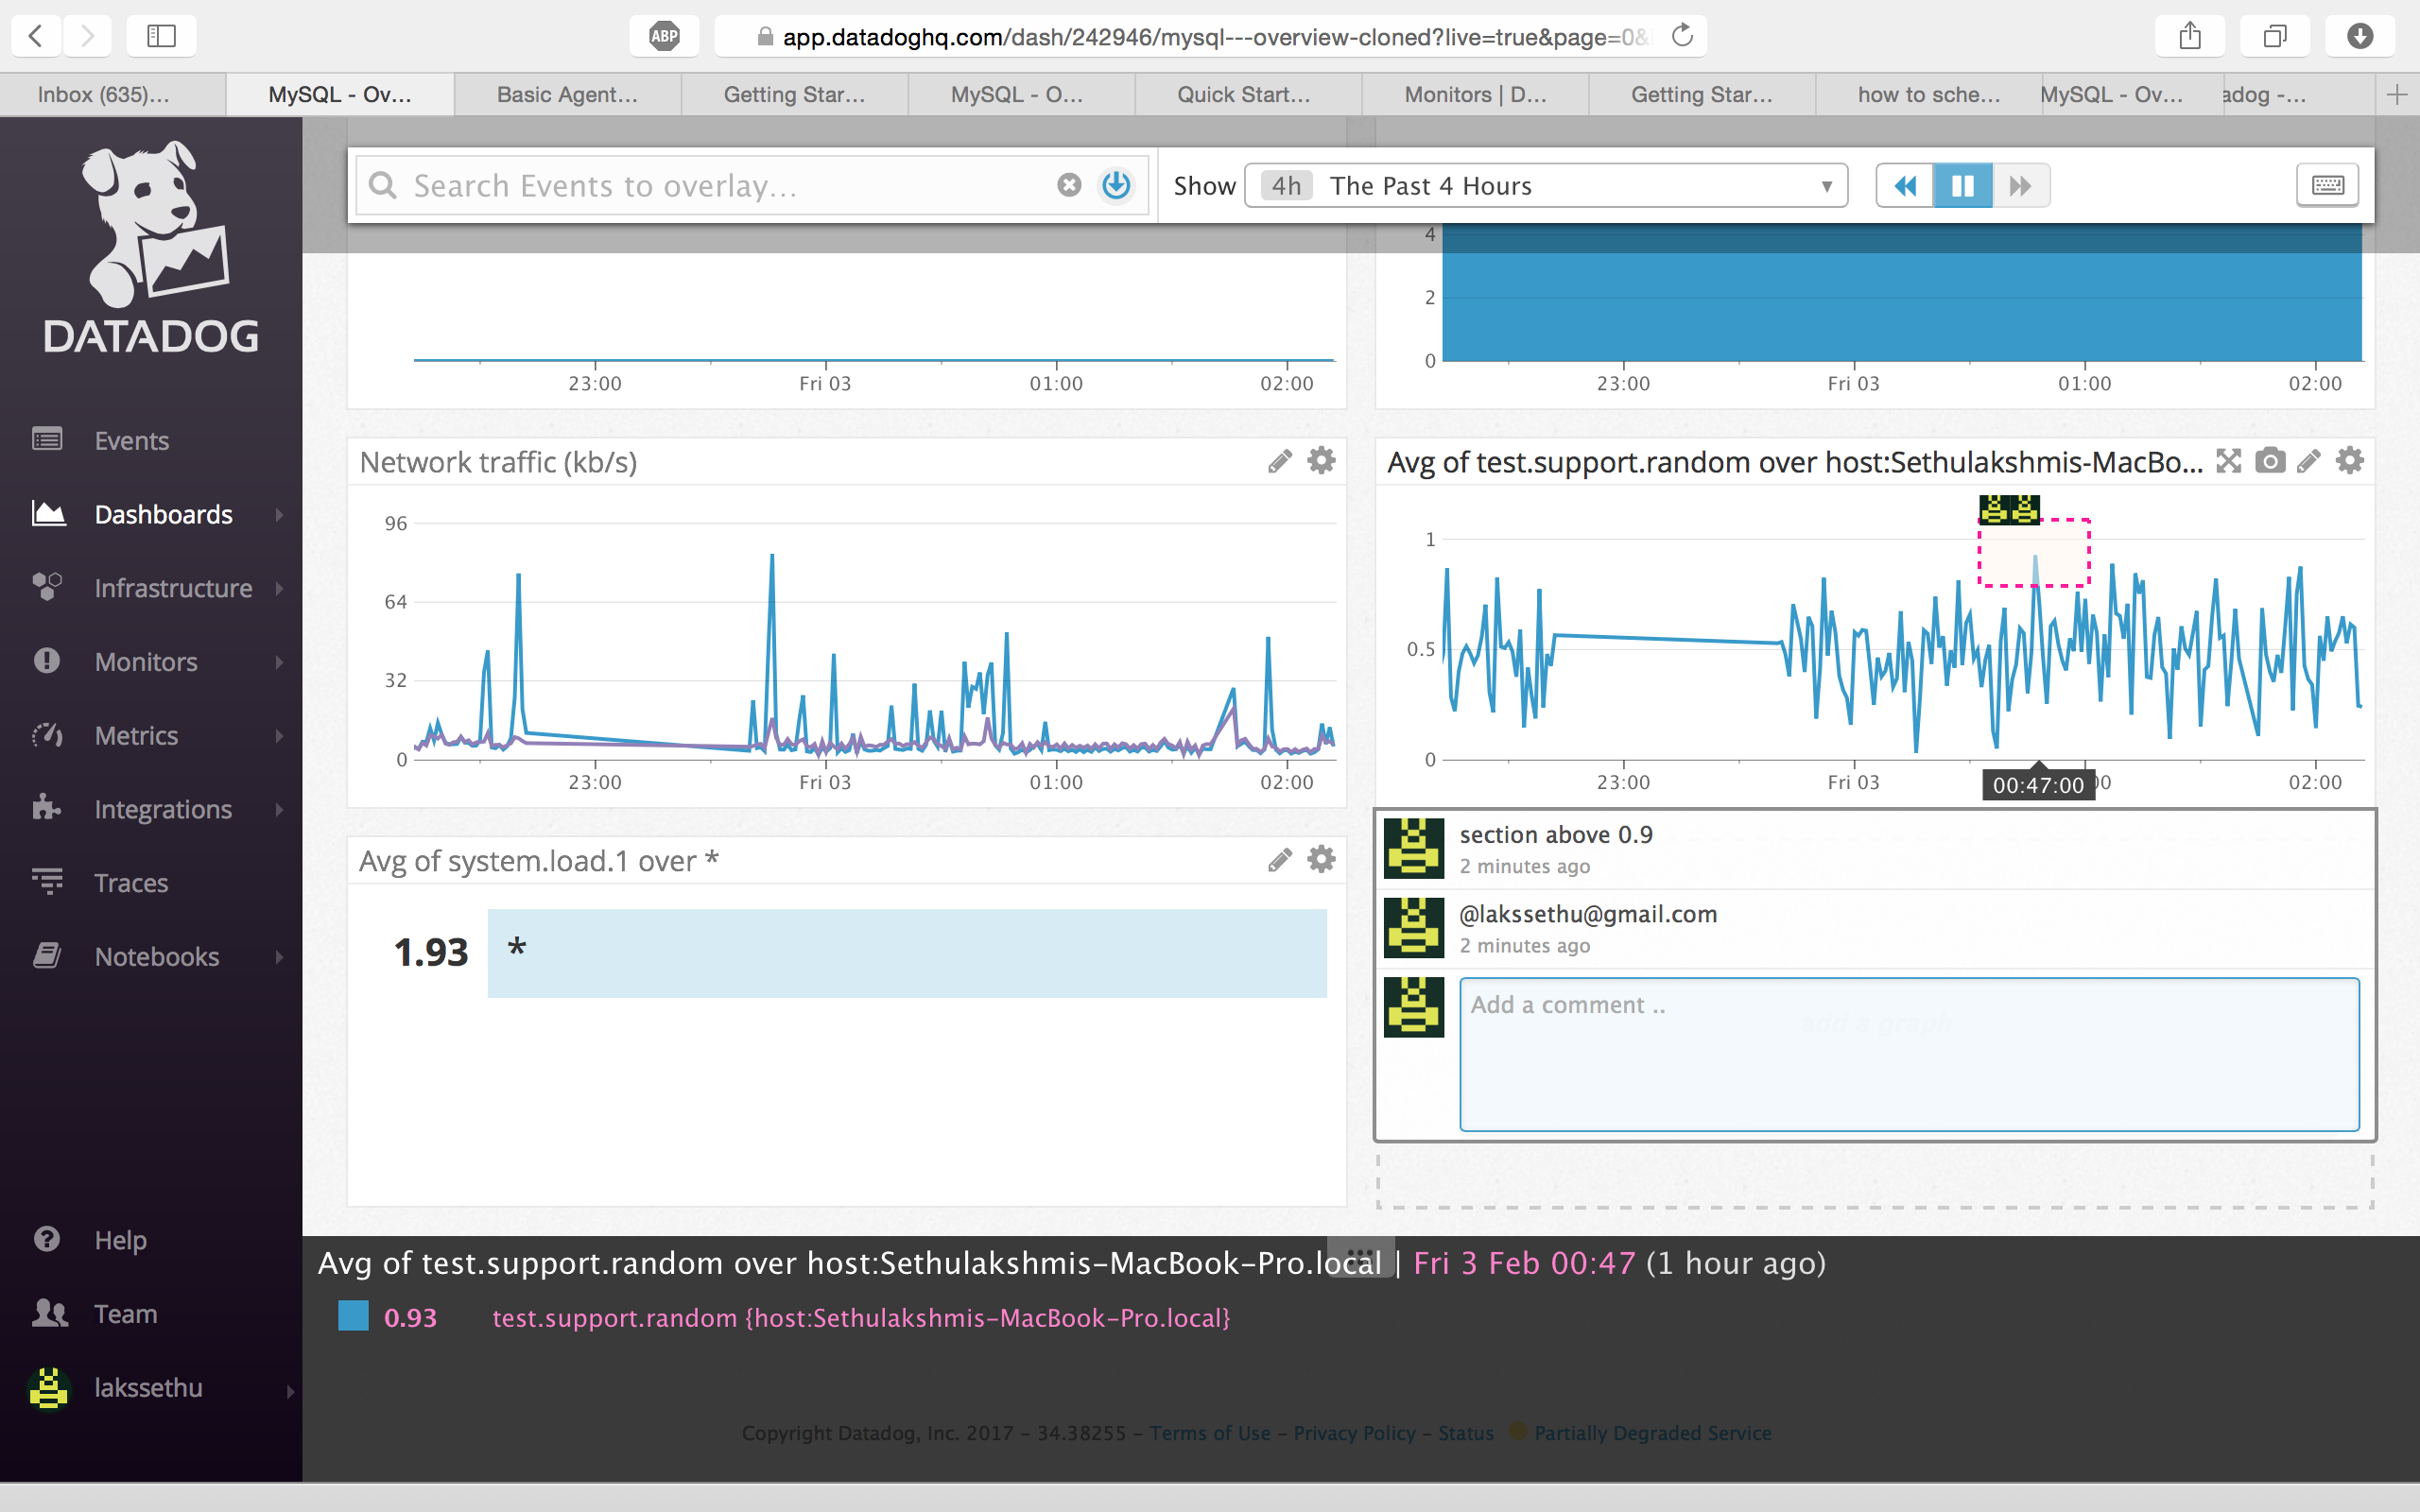 ABP
app.datadoghq.com/dash/242946/mysql---overview-cloned?live=true&page=0&
Inbox (635)...
MySQL - Ov...
Basic Agent...
Getting Star...
MySQL - O...
Quick Start...
Monitors | D...
Getting Star...
how to sche...
MySQL - Ov...
adog -...
DATADOG
Events
Dashboards
Infrastructure
Monitors
Metrics
Integrations
Traces
Notebooks
Help
Team
lakssethu
Search Events to overlay...
Show
4h The Past 4 Hours
23:00 Fri 03 01:00 02:00
4
2
0
23:00 Fri 03 01:00 02:00
Network traffic (kb/s)
96
64
32
0
23:00 Fri 03 01:00 02:00
Avg of test.support.random over host:Sethulakshmis-MacBo...
1
0.5
0
23:00 Fri 03 00:47:00 02:00
Avg of system.load.1 over *
1.93 *
section above 0.9
2 minutes ago
@lakssethu@gmail.com
2 minutes ago
Add a comment ..
add a graph
Avg of test.support.random over host:Sethulakshmis-MacBook-Pro.local | Fri 3 Feb 00:47 (1 hour ago)
0.93 test.support.random {host:Sethulakshmis-MacBook-Pro.local}
Copyright Datadog, Inc. 2017 - 34.38255 - Terms of Use - Privacy Policy - Status Partially Degraded Service